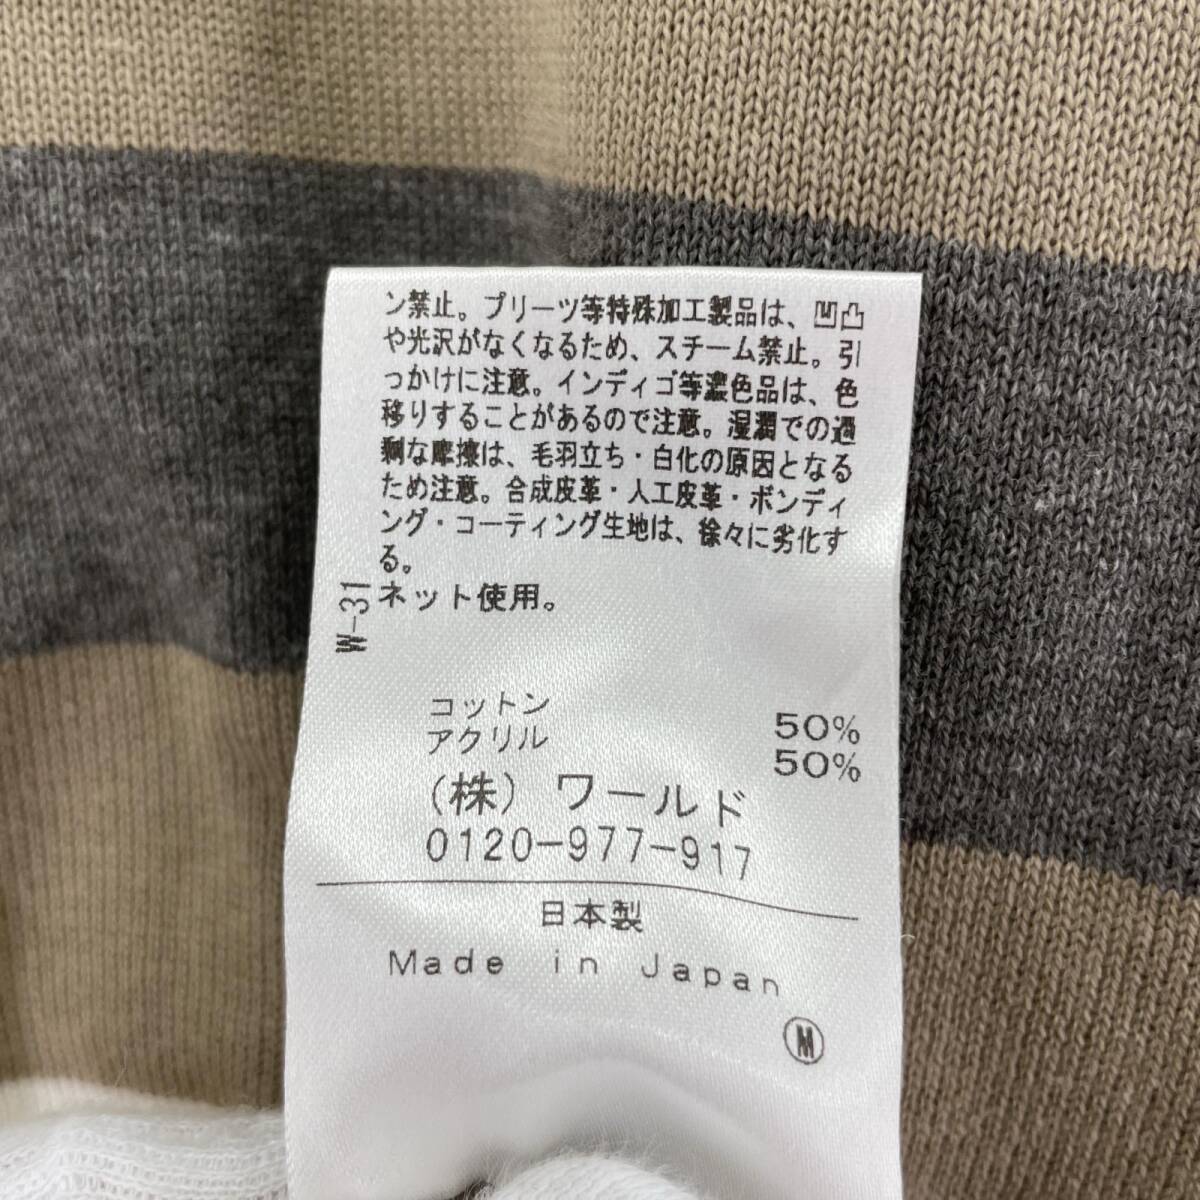 ン禁止。プリーツ等特殊加工製品は、凹凸
や光沢がなくなるため、スチーム禁止。引
っかけに注意。インディゴ等濃色品は、色
移りすることがあるので注意。湿潤での過
剰な摩擦は、毛羽立ち・白化の原因となる
ため注意。合成皮革・人工皮革・ボンディ
ング・コーティング生地は、徐々に劣化す
る。
ネット使用。
W-31
コットン 50%
アクリル 50%
(株) ワールド
0120-977-917
日本製
Made in Japan
M